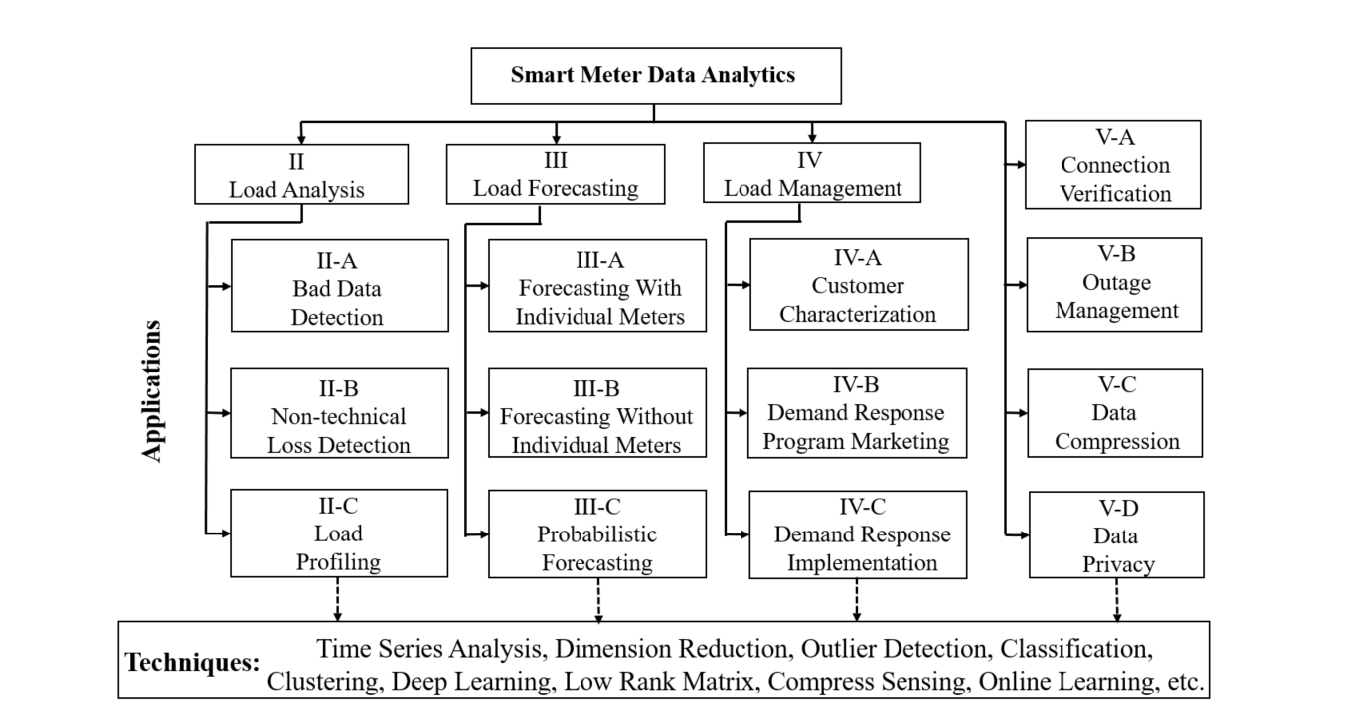 Smart Meter Data Analytics
II
Load Analysis
III
Load Forecasting
IV
Load Management
V-A
Connection
Verification
Applications
II-A
Bad Data
Detection
III-A
Forecasting With
Individual Meters
IV-A
Customer
Characterization
V-B
Outage
Management
II-B
Non-technical
Loss Detection
III-B
Forecasting Without
Individual Meters
IV-B
Demand Response
Program Marketing
V-C
Data
Compression
II-C
Load
Profiling
III-C
Probabilistic
Forecasting
IV-C
Demand Response
Implementation
V-D
Data
Privacy
Techniques:
Time Series Analysis, Dimension Reduction, Outlier Detection, Classification,
Clustering, Deep Learning, Low Rank Matrix, Compress Sensing, Online Learning, etc.